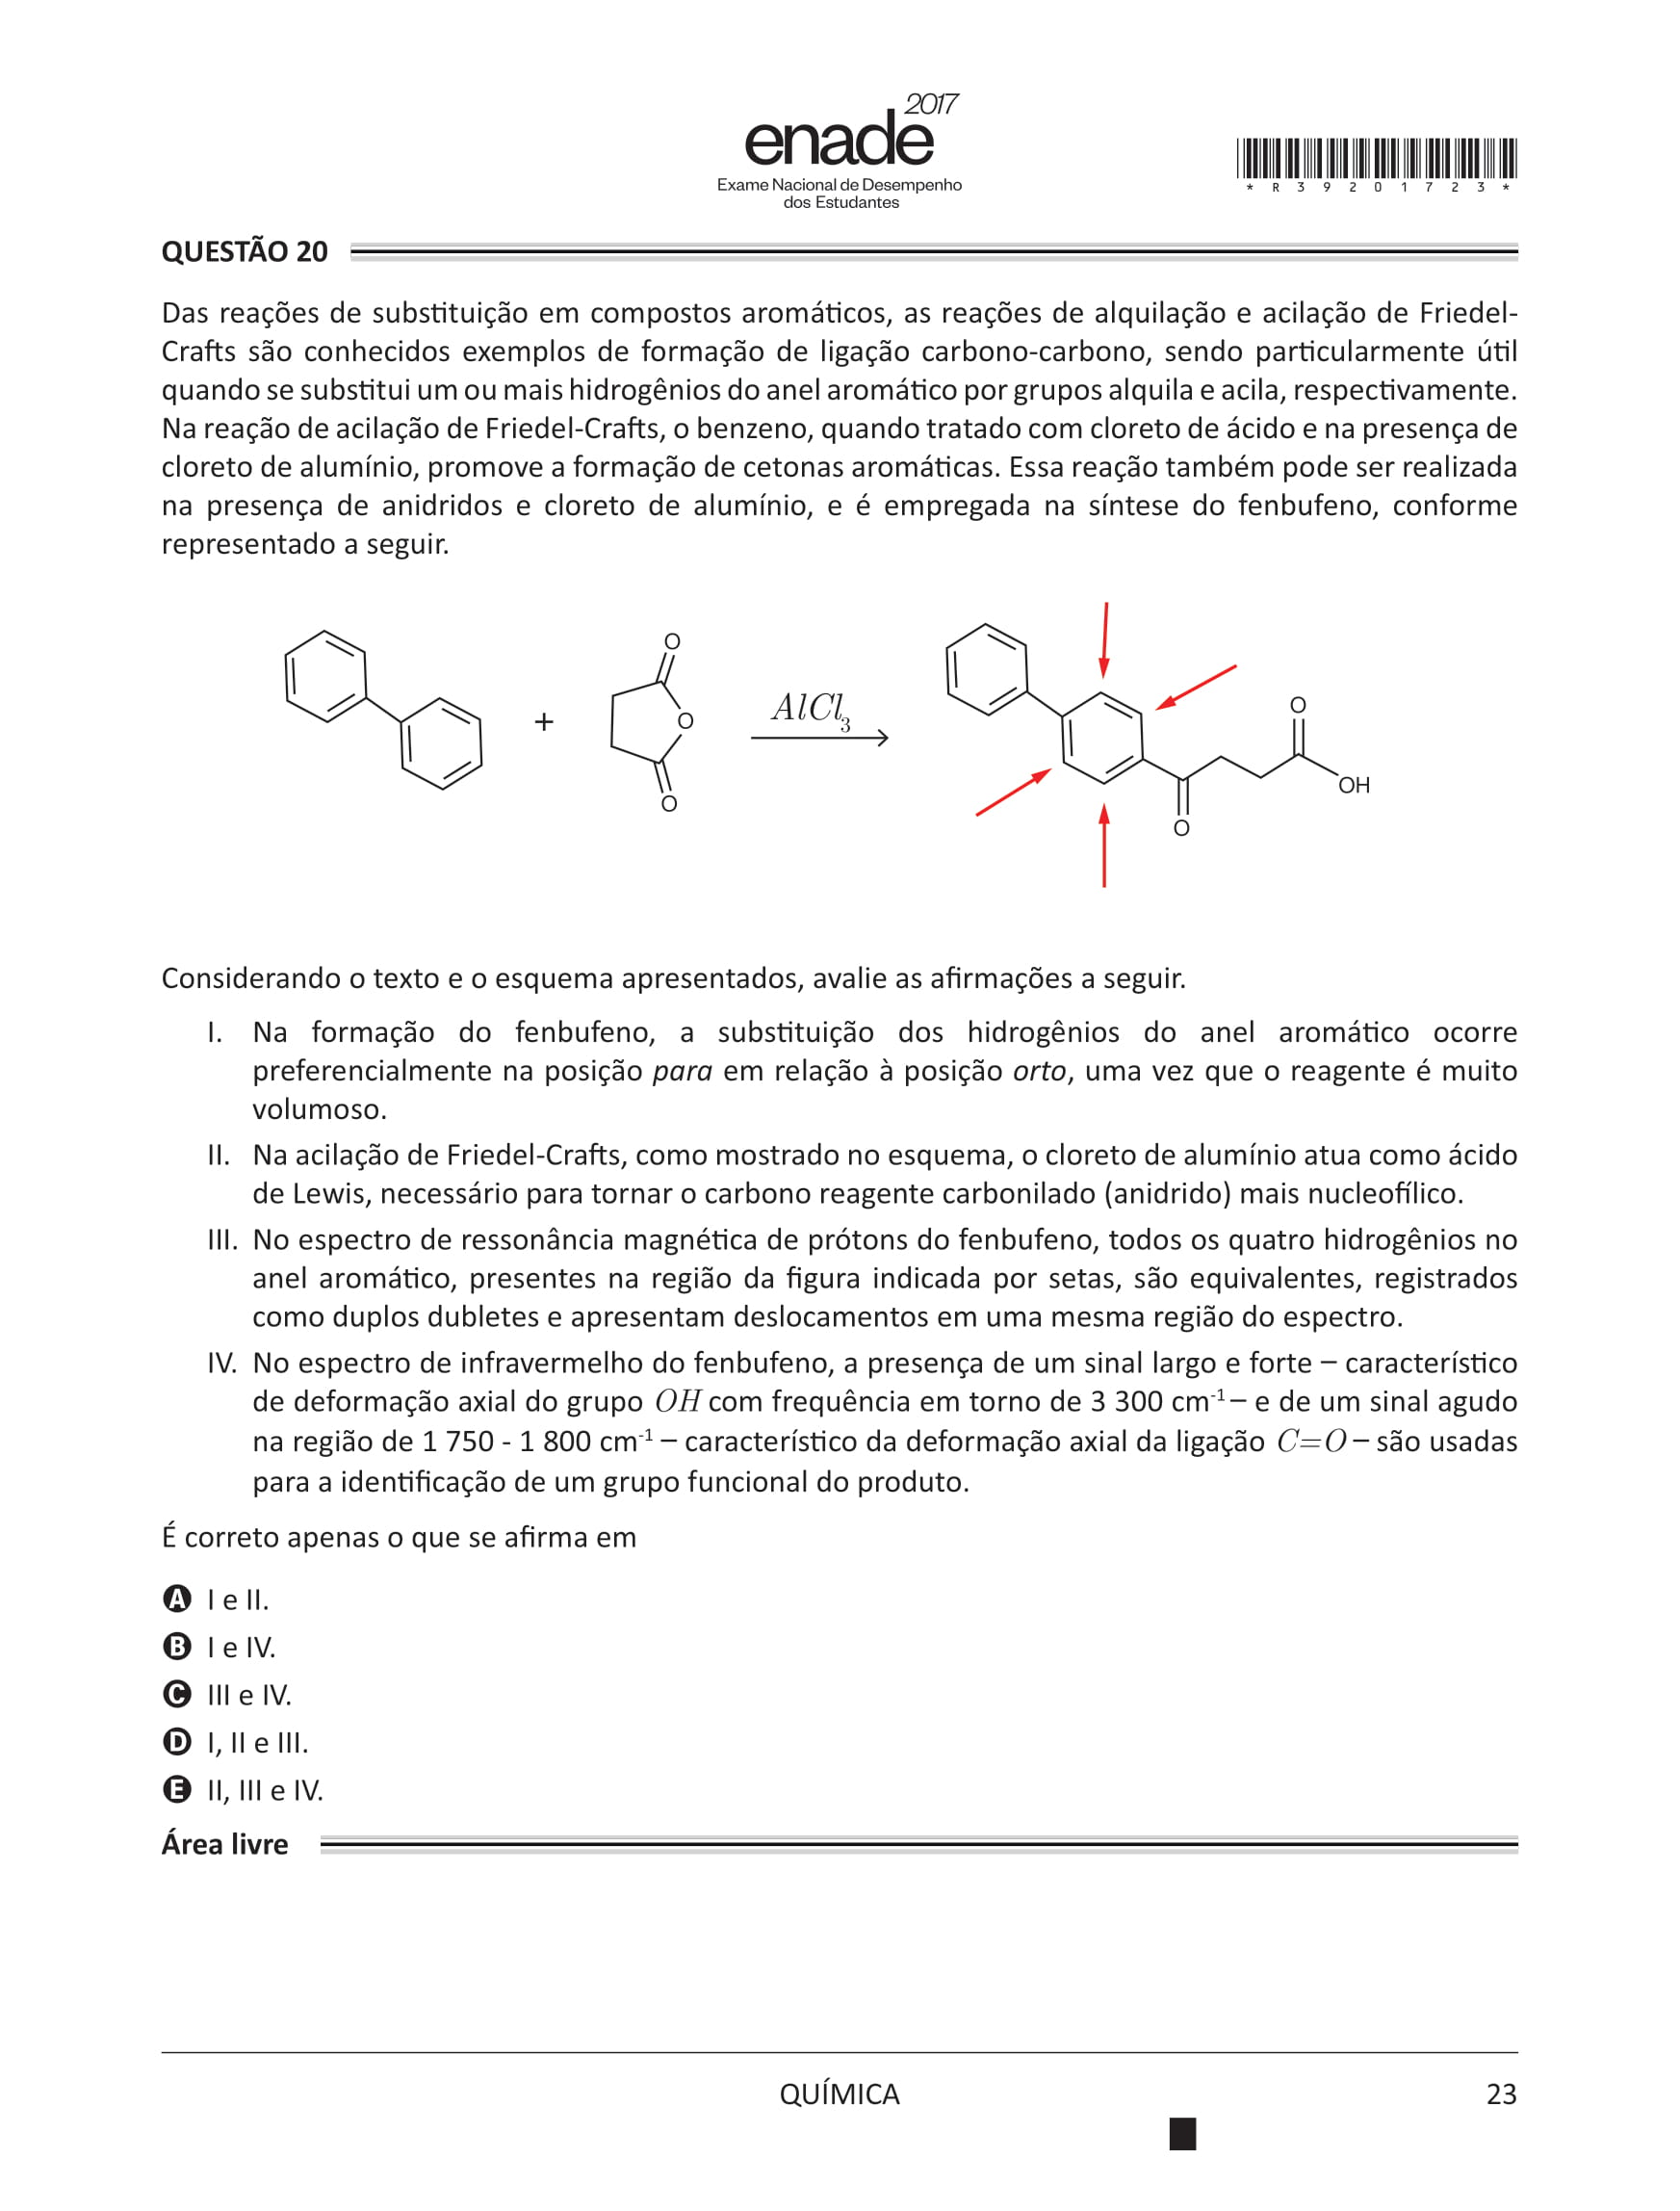 2017
enade
Exame Nacional de Desempenho
dos Estudantes
* R 3 9 2 0 1 7 2 3 *
QUESTÃO 20
Das reações de substituição em compostos aromáticos, as reações de alquilação e acilação de Friedel-
Crafts são conhecidos exemplos de formação de ligação carbono-carbono, sendo particularmente útil
quando se substitui um ou mais hidrogênios do anel aromático por grupos alquila e acila, respectivamente.
Na reação de acilação de Friedel-Crafts, o benzeno, quando tratado com cloreto de ácido e na presença de
cloreto de alumínio, promove a formação de cetonas aromáticas. Essa reação também pode ser realizada
na presença de anidridos e cloreto de alumínio, e é empregada na síntese do fenbufeno, conforme
representado a seguir.
+
O
O
O
AlCl3
O
O
OH
Considerando o texto e o esquema apresentados, avalie as afirmações a seguir.
I. Na formação do fenbufeno, a substituição dos hidrogênios do anel aromático ocorre
preferencialmente na posição para em relação à posição orto, uma vez que o reagente é muito
volumoso.
II. Na acilação de Friedel-Crafts, como mostrado no esquema, o cloreto de alumínio atua como ácido
de Lewis, necessário para tornar o carbono reagente carbonilado (anidrido) mais nucleofílico.
III. No espectro de ressonância magnética de prótons do fenbufeno, todos os quatro hidrogênios no
anel aromático, presentes na região da figura indicada por setas, são equivalentes, registrados
como duplos dubletes e apresentam deslocamentos em uma mesma região do espectro.
IV. No espectro de infravermelho do fenbufeno, a presença de um sinal largo e forte – característico
de deformação axial do grupo OH com frequência em torno de 3 300 cm-1 – e de um sinal agudo
na região de 1 750 - 1 800 cm-1 – característico da deformação axial da ligação C=O – são usadas
para a identificação de um grupo funcional do produto.
É correto apenas o que se afirma em
A I e II.
B I e IV.
C III e IV.
D I, II e III.
E II, III e IV.
Área livre
QUÍMICA
23